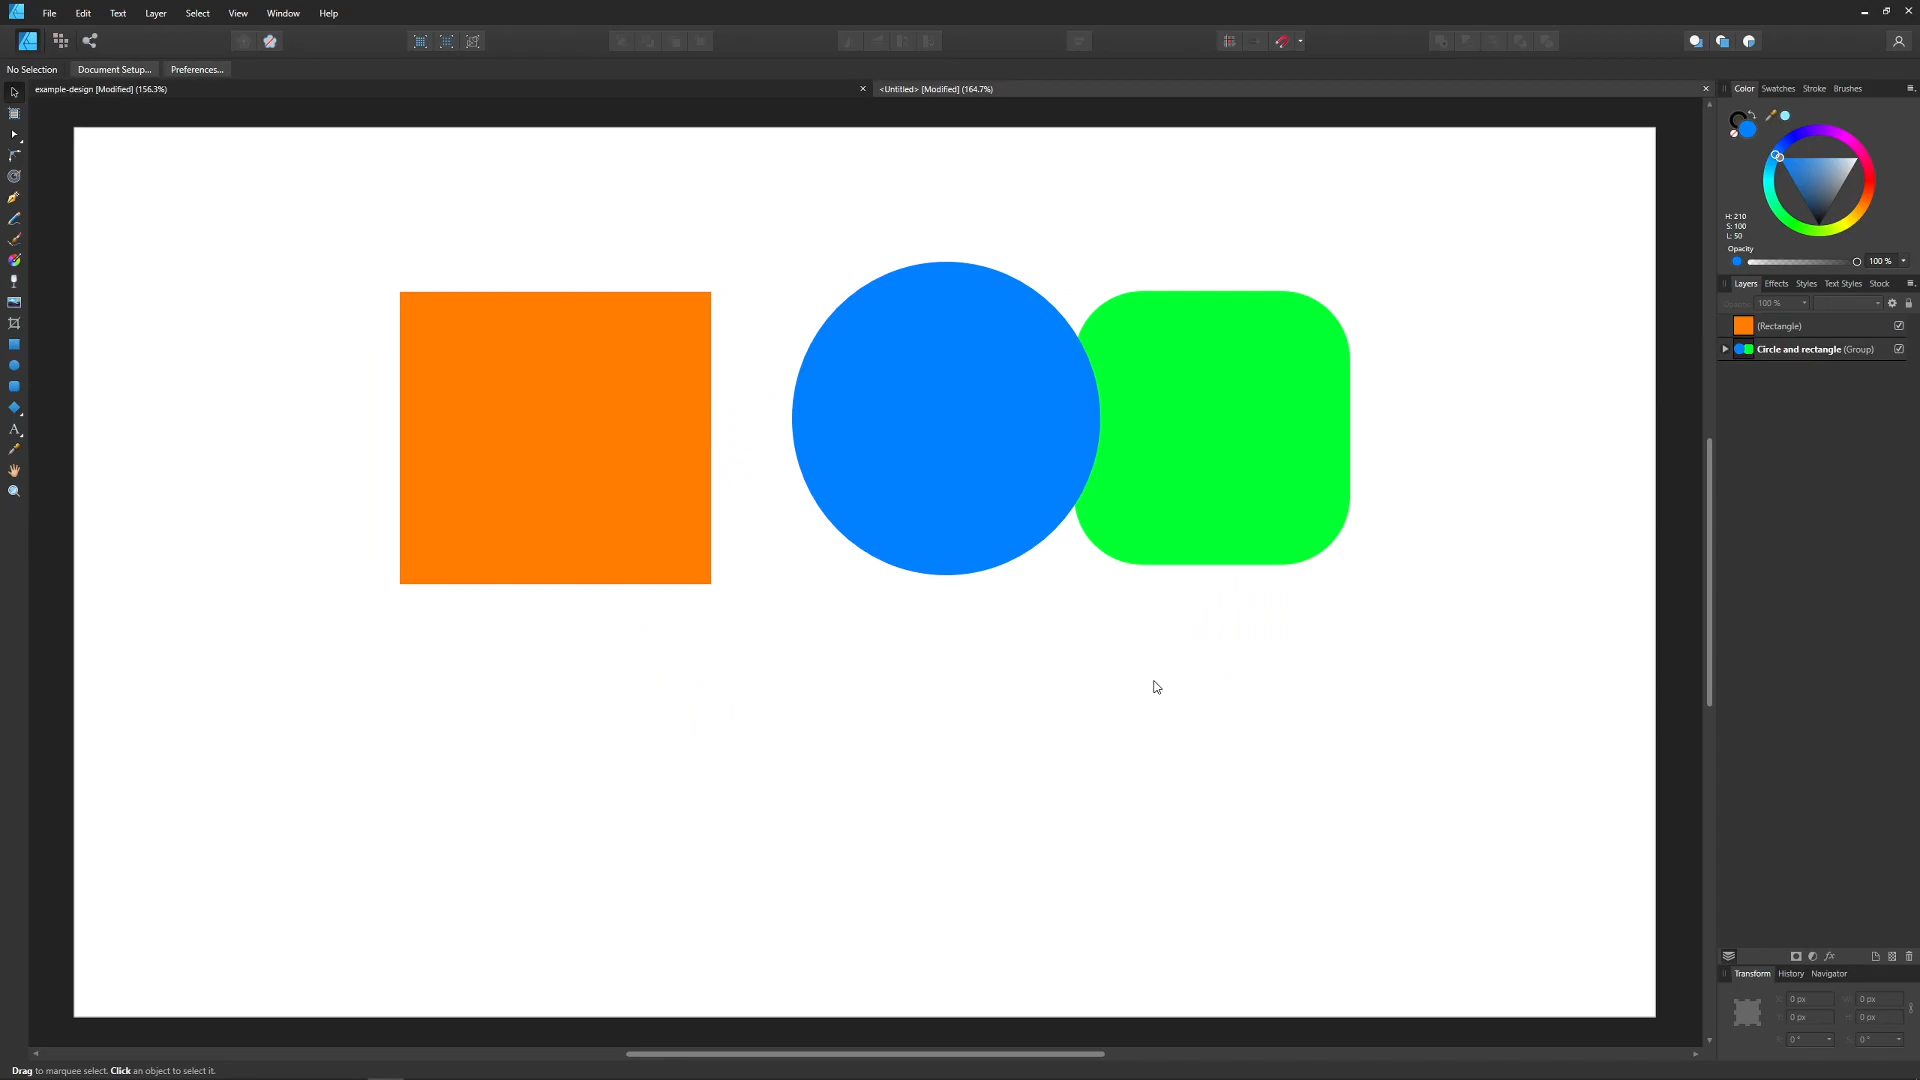 File Edit Text Layer Select View Window Help
No Selection Document Setup... Preferences...
example-design [Modified] (156.3%)
<Untitled> [Modified] (164.7%)
Color Swatches Stroke Brushes
H: 210
S: 100
L: 50
Opacity
100 %
Layers Effects Styles Text Styles Stock
100 %
(Rectangle)
Circle and rectangle (Group)
Transform History Navigator
0 px 0 px
0 px 0 px
0 ° 0 °
Drag to marquee select. Click an object to select it.